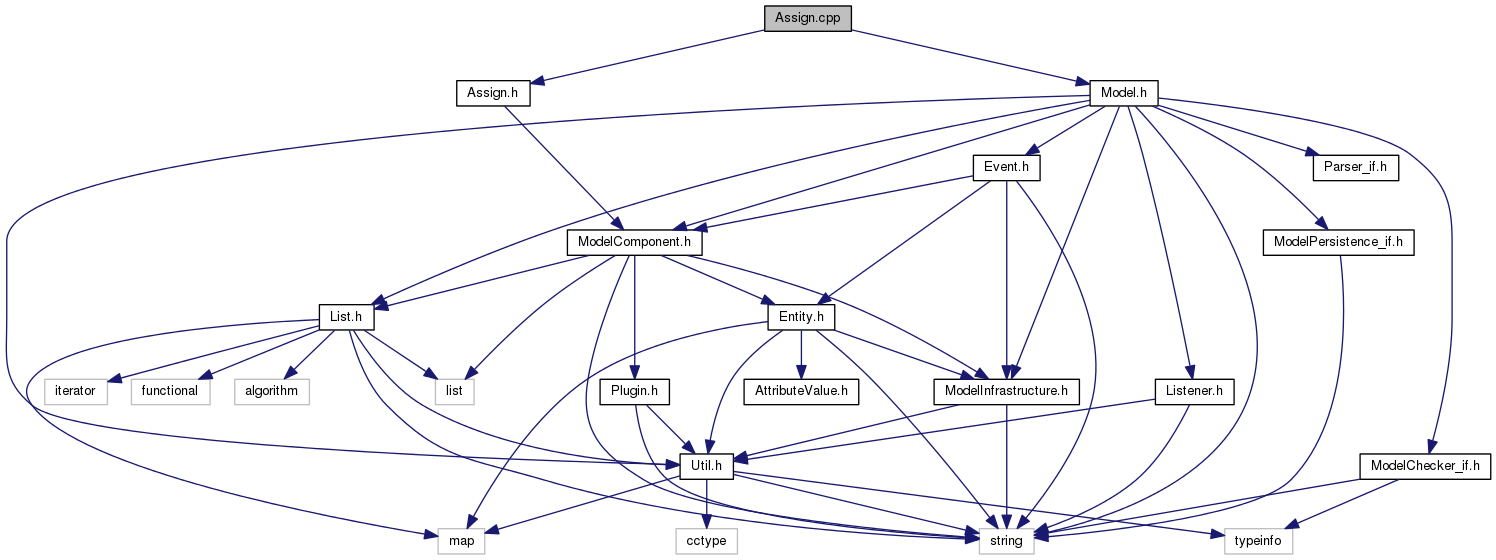 Assign.cpp
Assign.h
Model.h
Event.h
Parser_if.h
ModelComponent.h
ModelPersistence_if.h
List.h
Entity.h
iterator
functional
algorithm
list
Plugin.h
AttributeValue.h
ModelInfrastructure.h
Listener.h
Util.h
ModelChecker_if.h
map
cctype
string
typeinfo